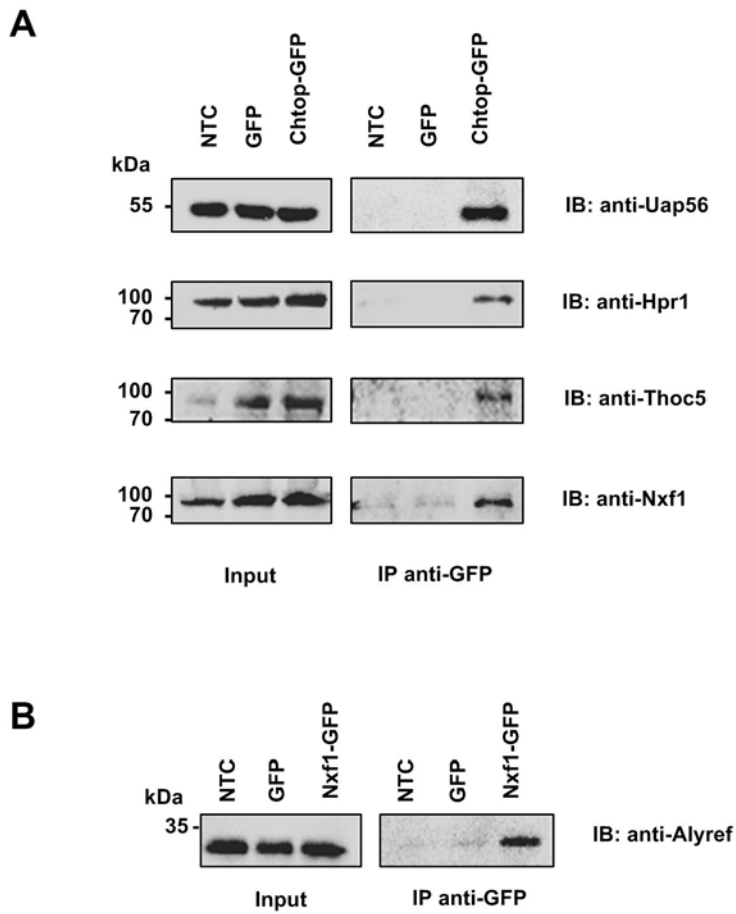 A
NTC GFP Chtop-GFP NTC GFP Chtop-GFP
kDa
55 IB: anti-Uap56
100 IB: anti-Hpr1
70
100 IB: anti-Thoc5
70
100 IB: anti-Nxf1
70
Input IP anti-GFP
B
NTC GFP Nxf1-GFP NTC GFP Nxf1-GFP
kDa
35 IB: anti-Alyref
Input IP anti-GFP